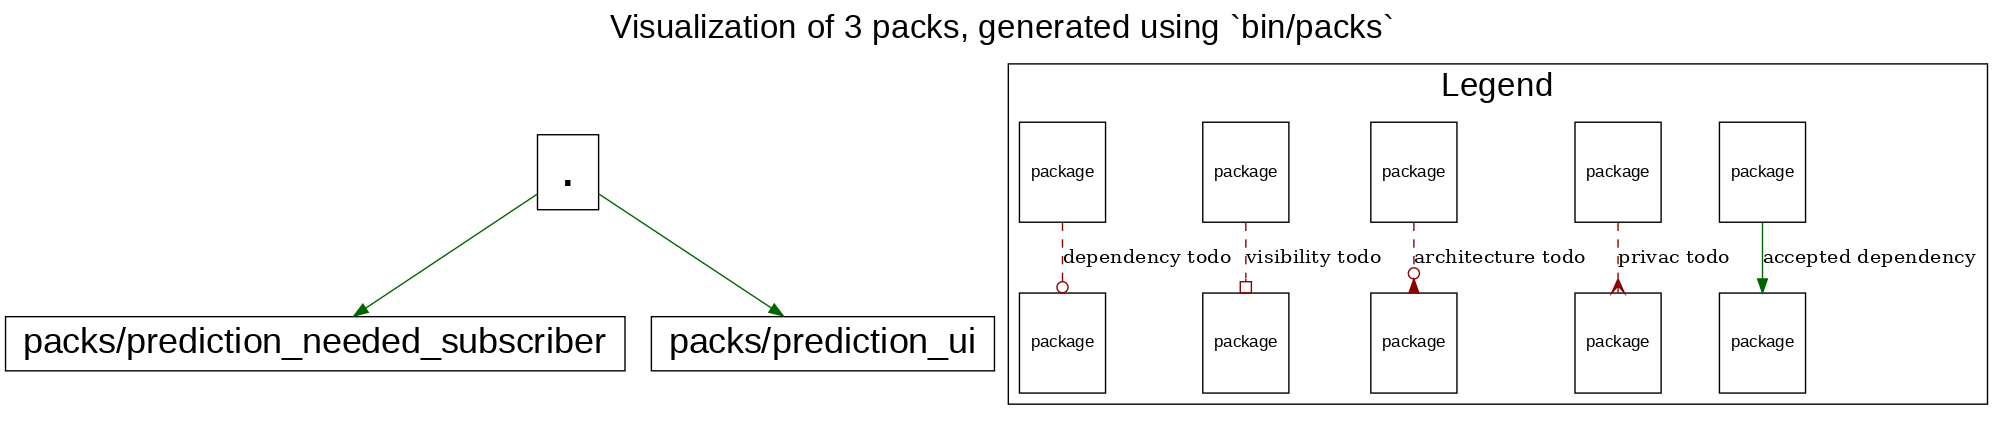 Visualization of 3 packs, generated using `bin/packs`
.
packs/prediction_needed_subscriber
packs/prediction_ui
Legend
package
package
package
package
package
dependency todo
visibility todo
architecture todo
privac todo
accepted dependency
package
package
package
package
package